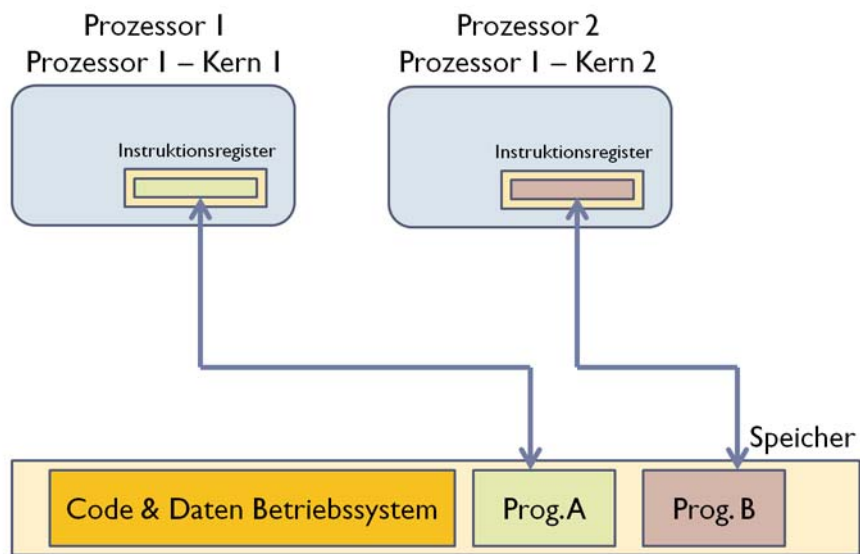 Prozessor 1
Prozessor 1 – Kern 1
Prozessor 2
Prozessor 1 – Kern 2
Instruktionsregister
Instruktionsregister
Speicher
Code & Daten Betriebssystem
Prog. A
Prog. B